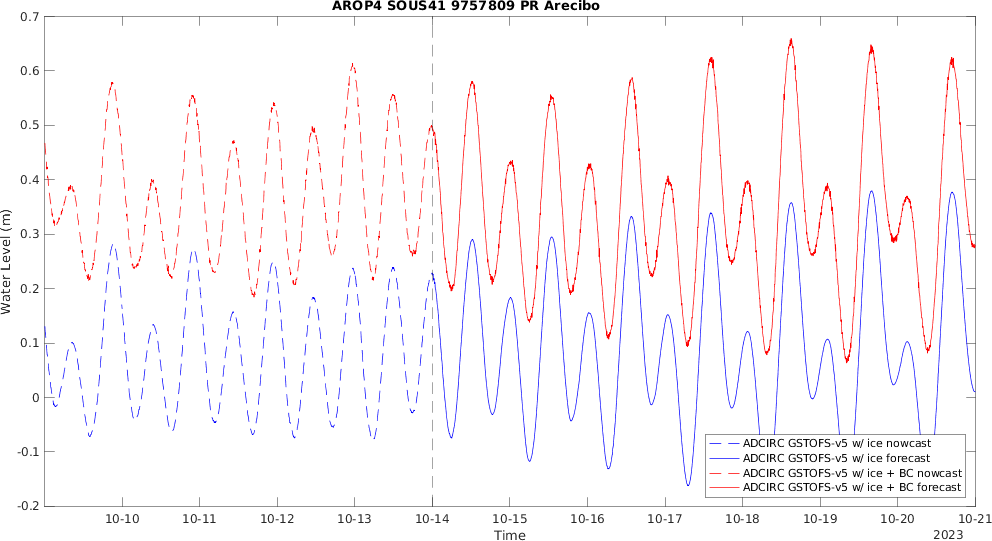 AROP4 SOUS41 9757809 PR Arecibo
0.7
0.6
0.5
0.4
0.3
0.2
0.1
0
-0.1
-0.2
Water Level (m)
ADCIRC GSTOFS-v5 w/ ice nowcast
ADCIRC GSTOFS-v5 w/ ice forecast
ADCIRC GSTOFS-v5 w/ ice + BC nowcast
ADCIRC GSTOFS-v5 w/ ice + BC forecast
10-10 10-11 10-12 10-13 10-14 10-15 10-16 10-17 10-18 10-19 10-20 10-21
Time
2023